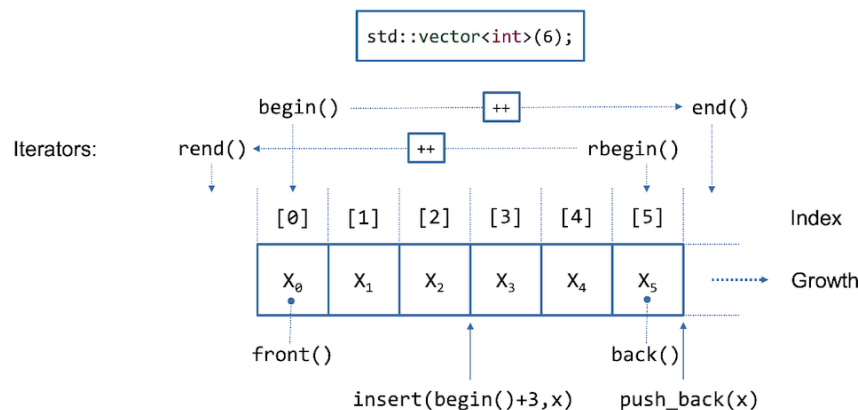 std::vector<int>(6);
begin() ++ end()
Iterators: rend() ++ rbegin()
[0] [1] [2] [3] [4] [5] Index
X₀ X₁ X₂ X₃ X₄ X₅ Growth
front() back()
insert(begin()+3,x) push_back(x)